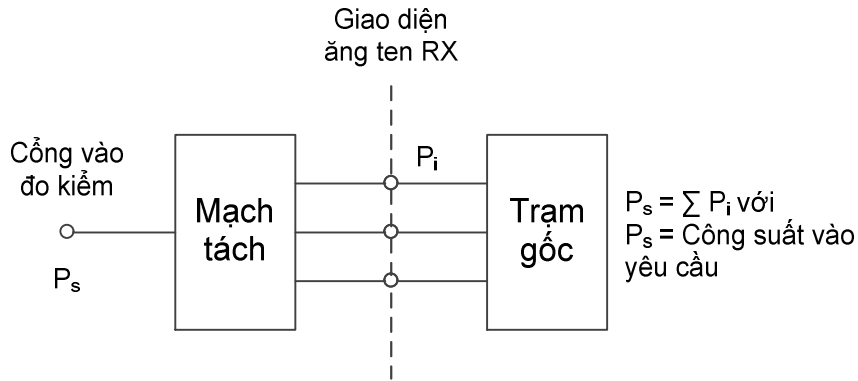 Giao diện
ăng ten RX
Cổng vào
đo kiểm
Pₛ
Mạch
tách
Pᵢ
Trạm
gốc
Pₛ = ∑ Pᵢ với
Pₛ = Công suất vào
yêu cầu